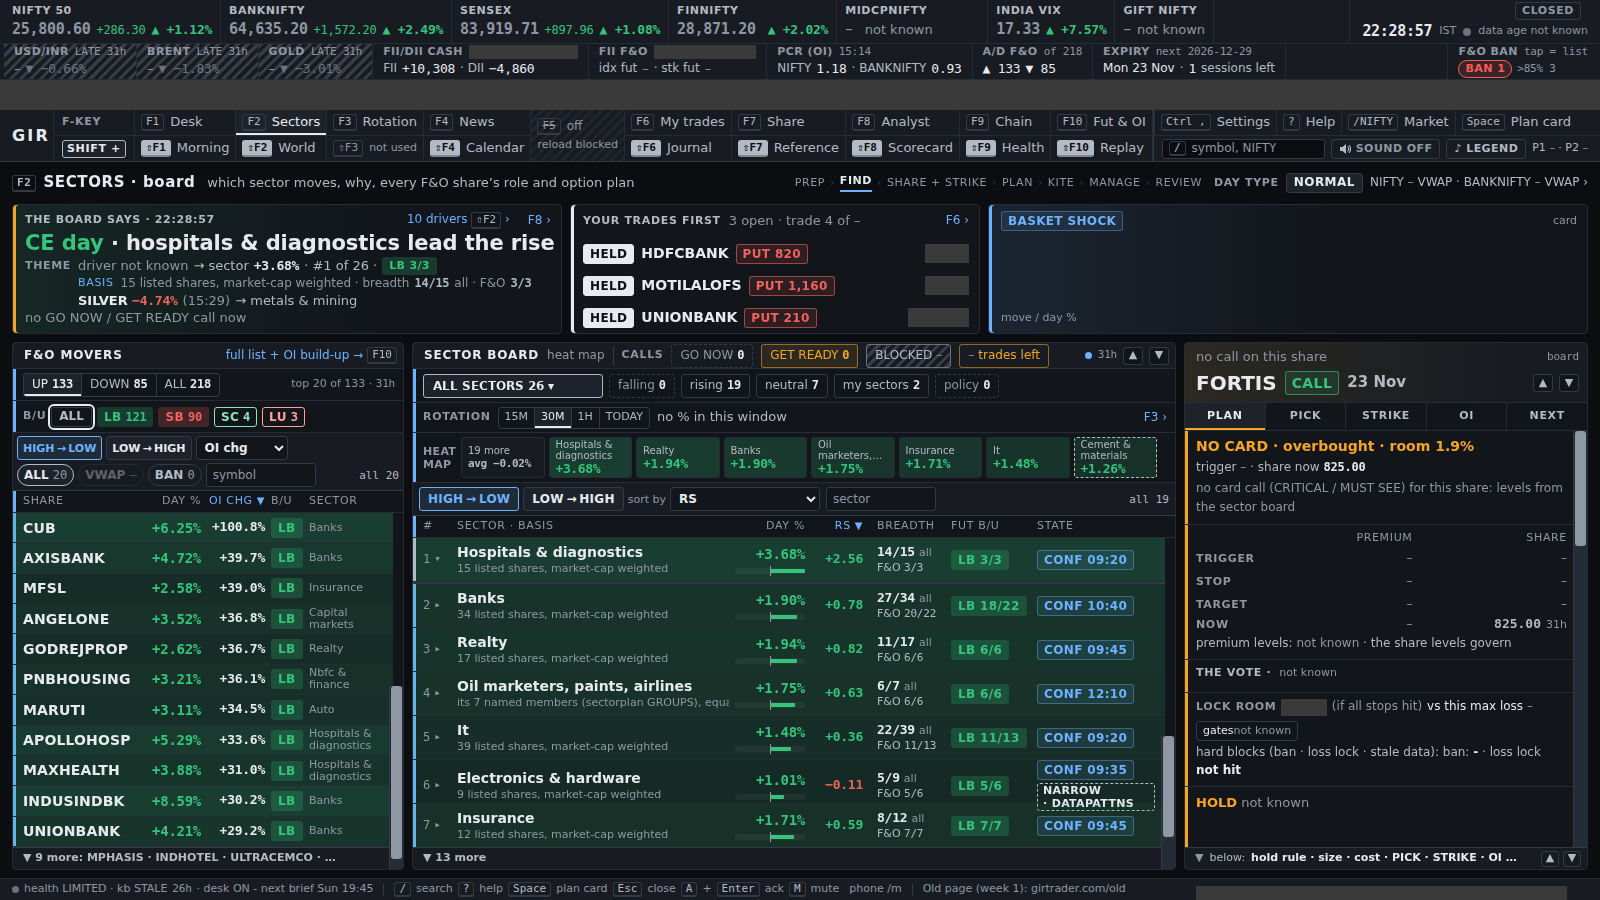 NIFTY 50 BANKNIFTY SENSEX FINNIFTY MIDCPNIFTY INDIA VIX GIFT NIFTY CLOSED
25,800.60 +286.30 ▲ +1.12% 64,635.20 +1,572.20 ▲ +2.49% 83,919.71 +897.96 ▲ +1.08% 28,871.20 ▲ +2.02% – not known 17.33 ▲ +7.57% – not known 22:28:57 IST data age not known
USD/INR LATE 31h BRENT LATE 31h GOLD LATE 31h FII/DII CASH FII F&O PCR (OI) 15:14 A/D F&O of 218 EXPIRY next 2026-12-29 F&O BAN tap = list
– ▼ −0.66% – ▼ −1.83% – ▼ −3.01% FII +10,308 · DII −4,860 idx fut – · stk fut – NIFTY 1.18 · BANKNIFTY 0.93 ▲ 133 ▼ 85 Mon 23 Nov · 1 sessions left BAN 1 >85% 3
GIR F-KEY F1 Desk F2 Sectors F3 Rotation F4 News F5 off F6 My trades F7 Share F8 Analyst F9 Chain F10 Fut & OI Ctrl , Settings ? Help /NIFTY Market Space Plan card
SHIFT + ⇧F1 Morning ⇧F2 World ⇧F3 not used ⇧F4 Calendar reload blocked ⇧F6 Journal ⇧F7 Reference ⇧F8 Scorecard ⇧F9 Health ⇧F10 Replay / symbol, NIFTY SOUND OFF ♪ LEGEND P1 – · P2 –
F2 SECTORS · board which sector moves, why, every F&O share's role and option plan PREP › FIND › SHARE + STRIKE › PLAN › KITE › MANAGE › REVIEW DAY TYPE NORMAL NIFTY – VWAP · BANKNIFTY – VWAP ›
THE BOARD SAYS · 22:28:57 10 drivers ⇧F2 › F8 ›
CE day · hospitals & diagnostics lead the rise
THEME driver not known → sector +3.68% · #1 of 26 · LB 3/3
BASIS 15 listed shares, market-cap weighted · breadth 14/15 all · F&O 3/3
SILVER −4.74% (15:29) → metals & mining
no GO NOW / GET READY call now
YOUR TRADES FIRST 3 open · trade 4 of – F6 ›
HELD HDFCBANK PUT 820
HELD MOTILALOFS PUT 1,160
HELD UNIONBANK PUT 210
BASKET SHOCK card
move / day %
F&O MOVERS full list + OI build-up → F10
UP 133 DOWN 85 ALL 218 top 20 of 133 · 31h
B/U ALL LB 121 SB 90 SC 4 LU 3
HIGH→LOW LOW→HIGH OI chg
ALL 20 VWAP – BAN 0 symbol all 20
SHARE DAY % OI CHG ▼ B/U SECTOR
CUB +6.25% +100.8% LB Banks
AXISBANK +4.72% +39.7% LB Banks
MFSL +2.58% +39.0% LB Insurance
ANGELONE +3.52% +36.8% LB Capital markets
GODREJPROP +2.62% +36.7% LB Realty
PNBHOUSING +3.21% +36.1% LB Nbfc & finance
MARUTI +3.11% +34.5% LB Auto
APOLLOHOSP +5.29% +33.6% LB Hospitals & diagnostics
MAXHEALTH +3.88% +31.0% LB Hospitals & diagnostics
INDUSINDBK +8.59% +30.2% LB Banks
UNIONBANK +4.21% +29.2% LB Banks
▼ 9 more: MPHASIS · INDHOTEL · ULTRACEMCO · ...
SECTOR BOARD heat map CALLS GO NOW 0 GET READY 0 BLOCKED – – trades left 31h ▲ ▼
ALL SECTORS 26 ▾ falling 0 rising 19 neutral 7 my sectors 2 policy 0
ROTATION 15M 30M 1H TODAY no % in this window F3 ›
HEAT MAP
19 more avg −0.02%
Hospitals & diagnostics +3.68%
Realty +1.94%
Banks +1.90%
Oil marketers,... +1.75%
Insurance +1.71%
It +1.48%
Cement & materials +1.26%
HIGH→LOW LOW→HIGH sort by RS sector all 19
# SECTOR · BASIS DAY % RS ▼ BREADTH FUT B/U STATE
1 ▾ Hospitals & diagnostics +3.68% +2.56 14/15 all LB 3/3 CONF 09:20
15 listed shares, market-cap weighted F&O 3/3
2 ▸ Banks +1.90% +0.78 27/34 all LB 18/22 CONF 10:40
34 listed shares, market-cap weighted F&O 20/22
3 ▸ Realty +1.94% +0.82 11/17 all LB 6/6 CONF 09:45
17 listed shares, market-cap weighted F&O 6/6
4 ▸ Oil marketers, paints, airlines +1.75% +0.63 6/7 all LB 6/6 CONF 12:10
its 7 named members (sectorplan GROUPS), equa F&O 6/6
5 ▸ It +1.48% +0.36 22/39 all LB 11/13 CONF 09:20
39 listed shares, market-cap weighted F&O 11/13
6 ▸ Electronics & hardware +1.01% −0.11 5/9 all LB 5/6 CONF 09:35
9 listed shares, market-cap weighted F&O 5/6 NARROW · DATAPATTNS
7 ▸ Insurance +1.71% +0.59 8/12 all LB 7/7 CONF 09:45
12 listed shares, market-cap weighted F&O 7/7
▼ 13 more
no call on this share board
FORTIS CALL 23 Nov ▲ ▼
PLAN PICK STRIKE OI NEXT
NO CARD · overbought · room 1.9%
trigger – · share now 825.00
no card call (CRITICAL / MUST SEE) for this share: levels from
the sector board
PREMIUM SHARE
TRIGGER – –
STOP – –
TARGET – –
NOW – 825.00 31h
premium levels: not known · the share levels govern
THE VOTE · not known
LOCK ROOM (if all stops hit) vs this max loss –
gatesnot known
hard blocks (ban · loss lock · stale data): ban: - · loss lock
not hit
HOLD not known
▼ below: hold rule · size · cost · PICK · STRIKE · OI ... ▲ ▼
health LIMITED · kb STALE 26h · desk ON - next brief Sun 19:45 / search ? help Space plan card Esc close A + Enter ack M mute phone /m Old page (week 1): girtrader.com/old